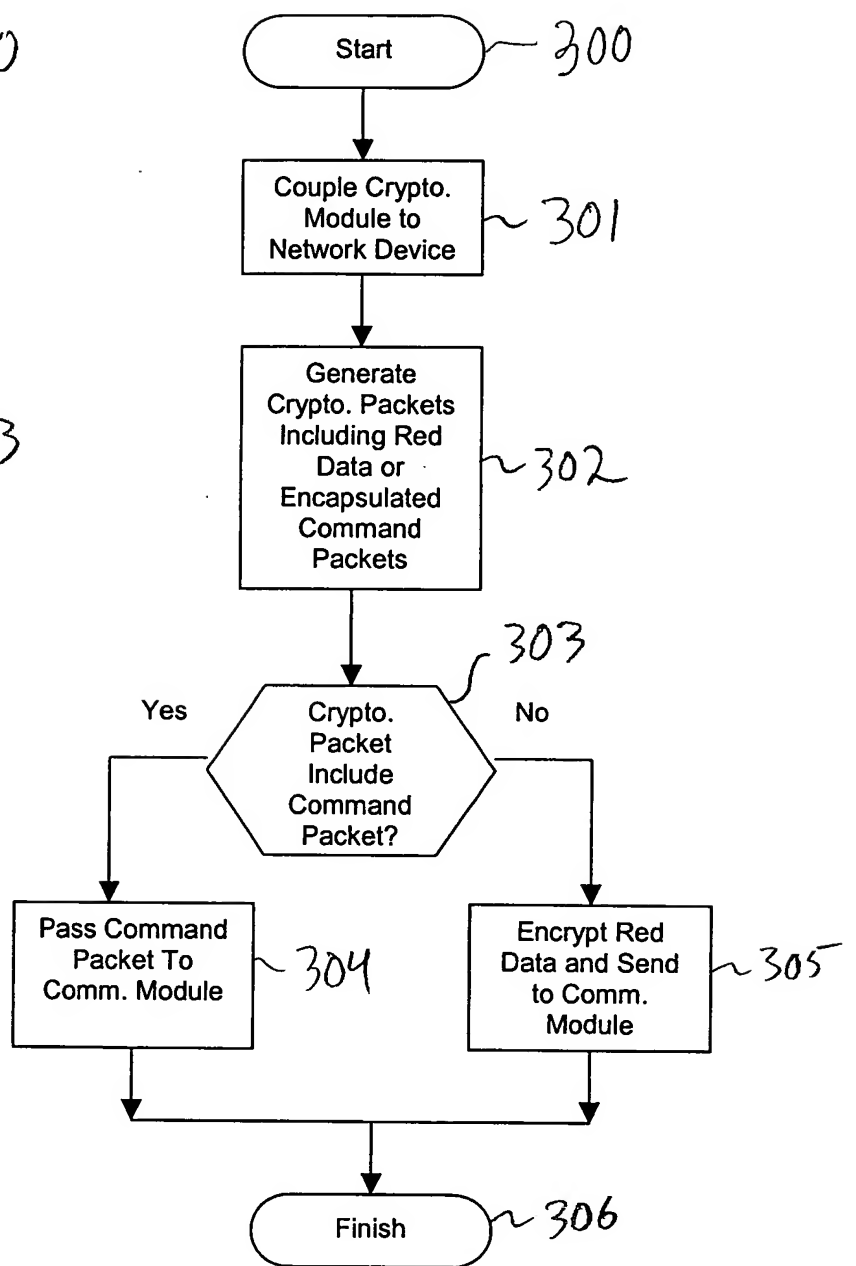 Start
300
Couple Crypto.
Module to
Network Device
301
Generate
Crypto. Packets
Including Red
Data or
Encapsulated
Command
Packets
302
303
Yes
Crypto.
Packet
Include
Command
Packet?
No
Pass Command
Packet To
Comm. Module
304
Encrypt Red
Data and Send
to Comm.
Module
305
Finish
306